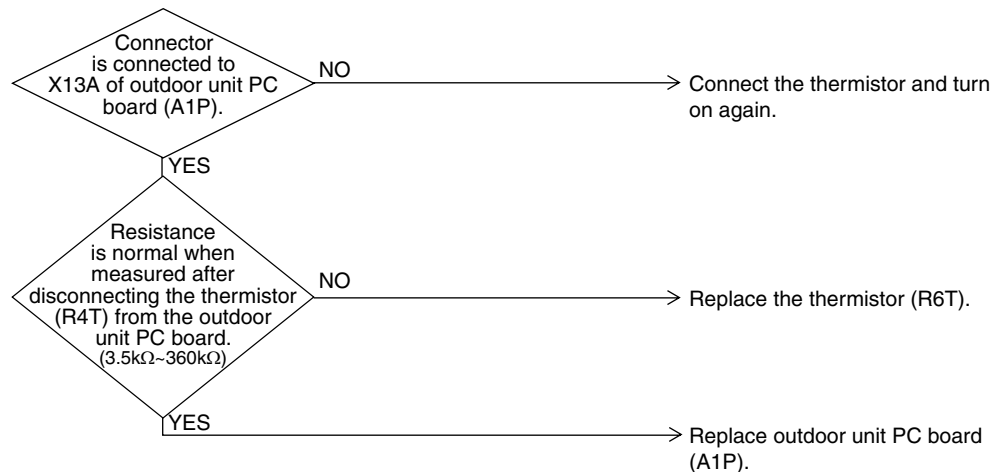 Connector
is connected to
X13A of outdoor unit PC
board (A1P).
NO
Connect the thermistor and turn
on again.
YES
Resistance
is normal when
measured after
disconnecting the thermistor
(R4T) from the outdoor
unit PC board.
(3.5kΩ~360kΩ)
NO
Replace the thermistor (R6T).
YES
Replace outdoor unit PC board
(A1P).